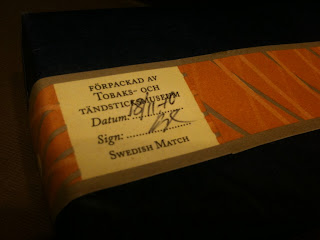 FÖRPACKAD AV
TOBAKS- OCH
TÄNDSTICKSMUSEUM
Datum:
Sign:
SWEDISH MATCH